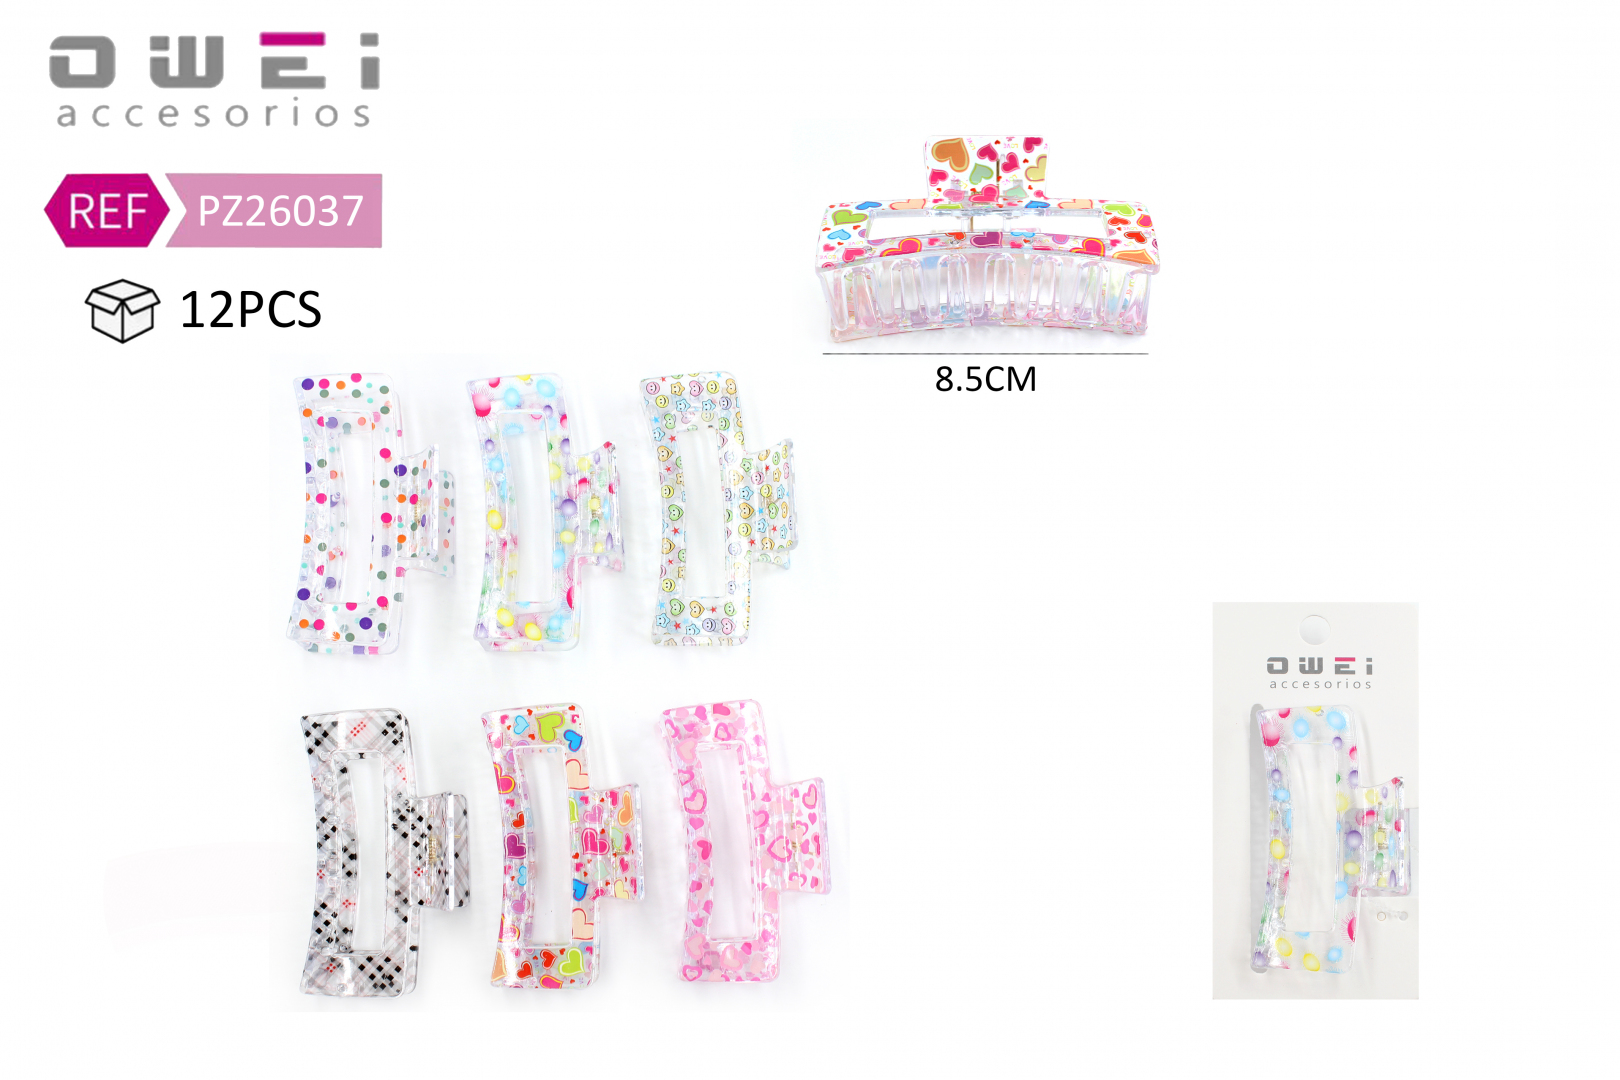 OWEi
accesorios
REF PZ26037
12PCS
8.5CM
OWEi
accesorios